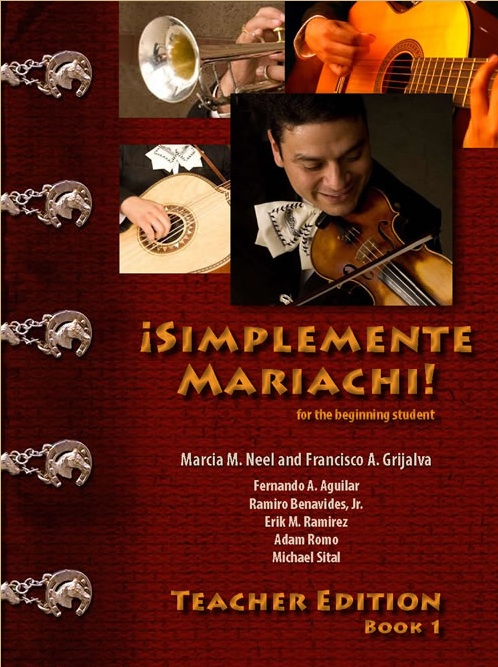 ¡Simplemente
Mariachi!
for the beginning student
Marcia M. Neel and Francisco A. Grijalva
Fernando A. Aguilar
Ramiro Benavides, Jr.
Erik M. Ramirez
Adam Romo
Michael Sital
Teacher Edition
Book 1